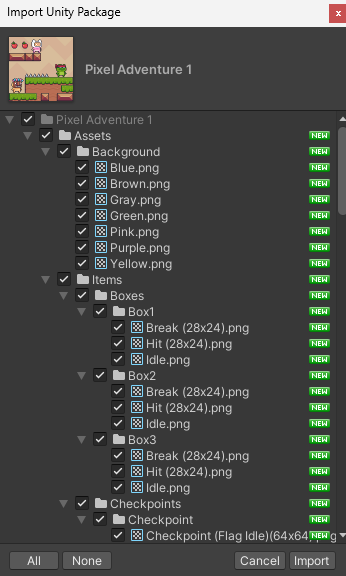 Import Unity Package
x
Pixel Adventure 1
Pixel Adventure 1
Assets NEW
Background NEW
Blue.png NEW
Brown.png NEW
Gray.png NEW
Green.png NEW
Pink.png NEW
Purple.png NEW
Yellow.png NEW
Items NEW
Boxes NEW
Box1 NEW
Break (28x24).png NEW
Hit (28x24).png NEW
Idle.png NEW
Box2 NEW
Break (28x24).png NEW
Hit (28x24).png NEW
Idle.png NEW
Box3 NEW
Break (28x24).png NEW
Hit (28x24).png NEW
Idle.png NEW
Checkpoints NEW
Checkpoint NEW
Checkpoint (Flag Idle)(64x64).png NEW
All None Cancel Import